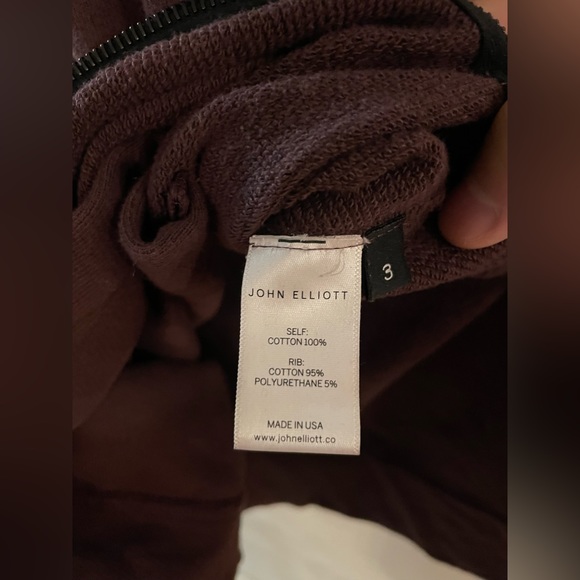 JOHN ELLIOTT
3
SELF:
COTTON 100%
RIB:
COTTON 95%
POLYURETHANE 5%
MADE IN USA
www.johnelliott.co